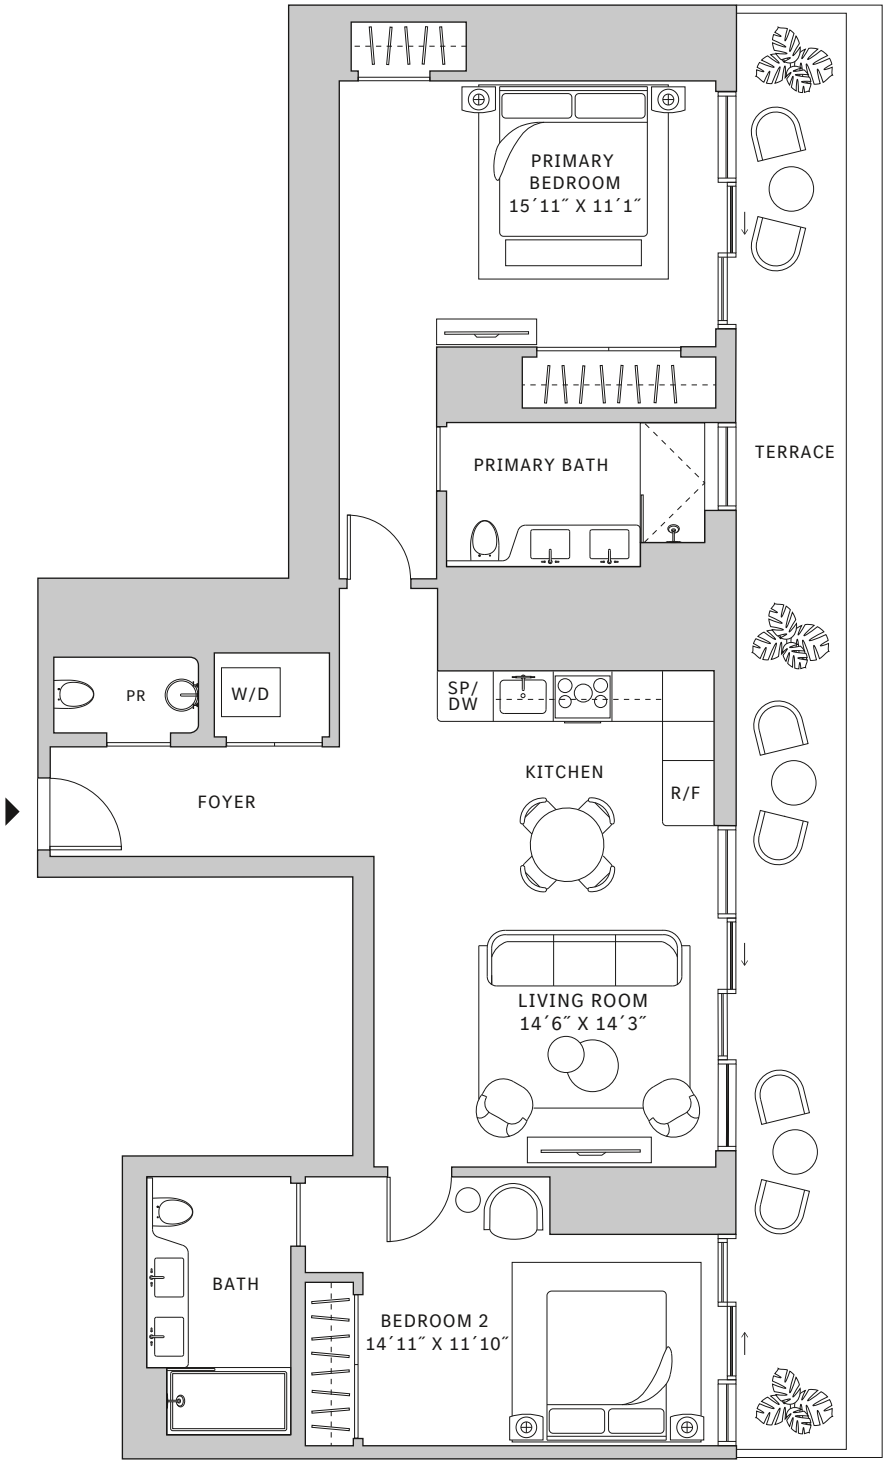 PRIMARY
BEDROOM
15´11˝ X 11´1˝
PRIMARY BATH
TERRACE
PR
W/D
SP/
DW
KITCHEN
R/F
FOYER
LIVING ROOM
14´6˝ X 14´3˝
BATH
BEDROOM 2
14´11˝ X 11´10˝